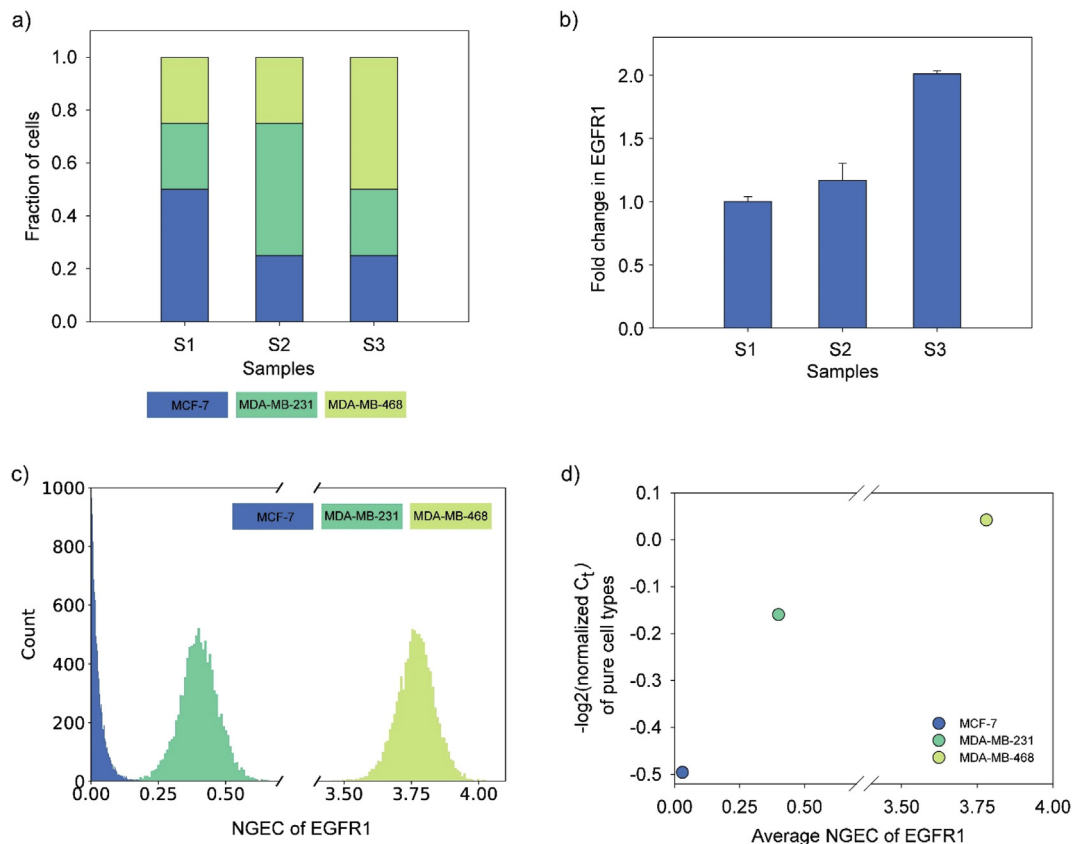 a)
Fraction of cells
1.0
0.8
0.6
0.4
0.2
0.0
S1 S2 S3
Samples
MCF-7 MDA-MB-231 MDA-MB-468
b)
Fold change in EGFR1
2.0
1.5
1.0
0.5
0.0
S1 S2 S3
Samples
c)
Count
1000
800
600
400
200
0
MCF-7 MDA-MB-231 MDA-MB-468
0.00 0.25 0.50 3.50 3.75 4.00
NGEC of EGFR1
d)
-log2(normalized Ct)
of pure cell types
0.1
0.0
-0.1
-0.2
-0.3
-0.4
-0.5
MCF-7
MDA-MB-231
MDA-MB-468
0.00 0.25 0.50 3.50 3.75 4.00
Average NGEC of EGFR1